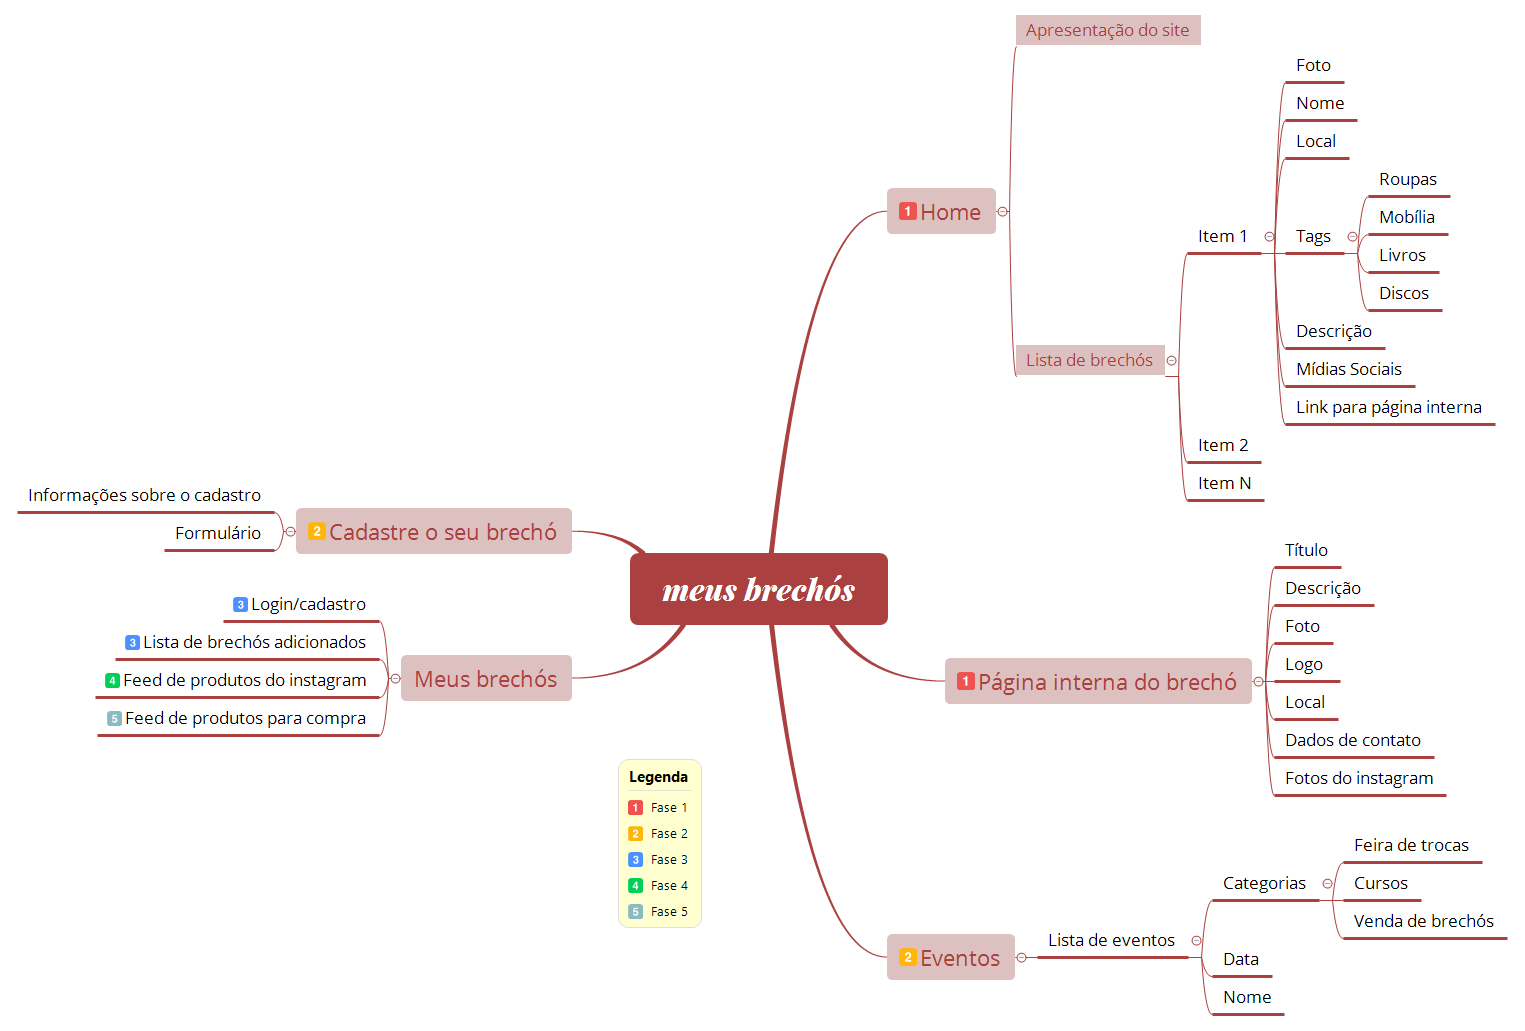 meus brechós
1 Home
Apresentação do site
Lista de brechós
Item 1
Foto
Nome
Local
Tags
Roupas
Mobília
Livros
Discos
Descrição
Mídias Sociais
Link para página interna
Item 2
Item N
1 Página interna do brechó
Título
Descrição
Foto
Logo
Local
Dados de contato
Fotos do instagram
2 Eventos
Lista de eventos
Categorias
Feira de trocas
Cursos
Venda de brechós
Data
Nome
2 Cadastre o seu brechó
Informações sobre o cadastro
Formulário
Meus brechós
3 Login/cadastro
3 Lista de brechós adicionados
4 Feed de produtos do instagram
5 Feed de produtos para compra
Legenda
1 Fase 1
2 Fase 2
3 Fase 3
4 Fase 4
5 Fase 5